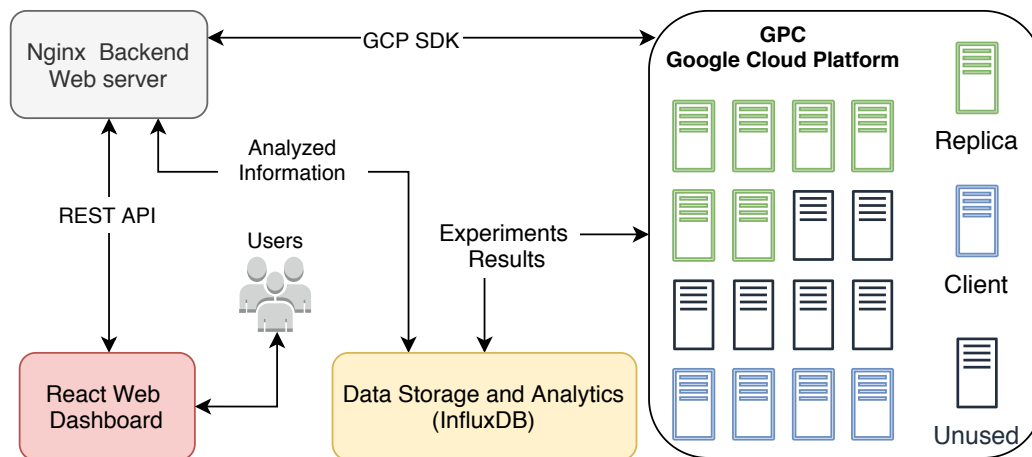 Nginx Backend
Web server
GCP SDK
GPC
Google Cloud Platform
Replica
Analyzed
Information
REST API
Users
Experiments
Results
Client
React Web
Dashboard
Data Storage and Analytics
(InfluxDB)
Unused